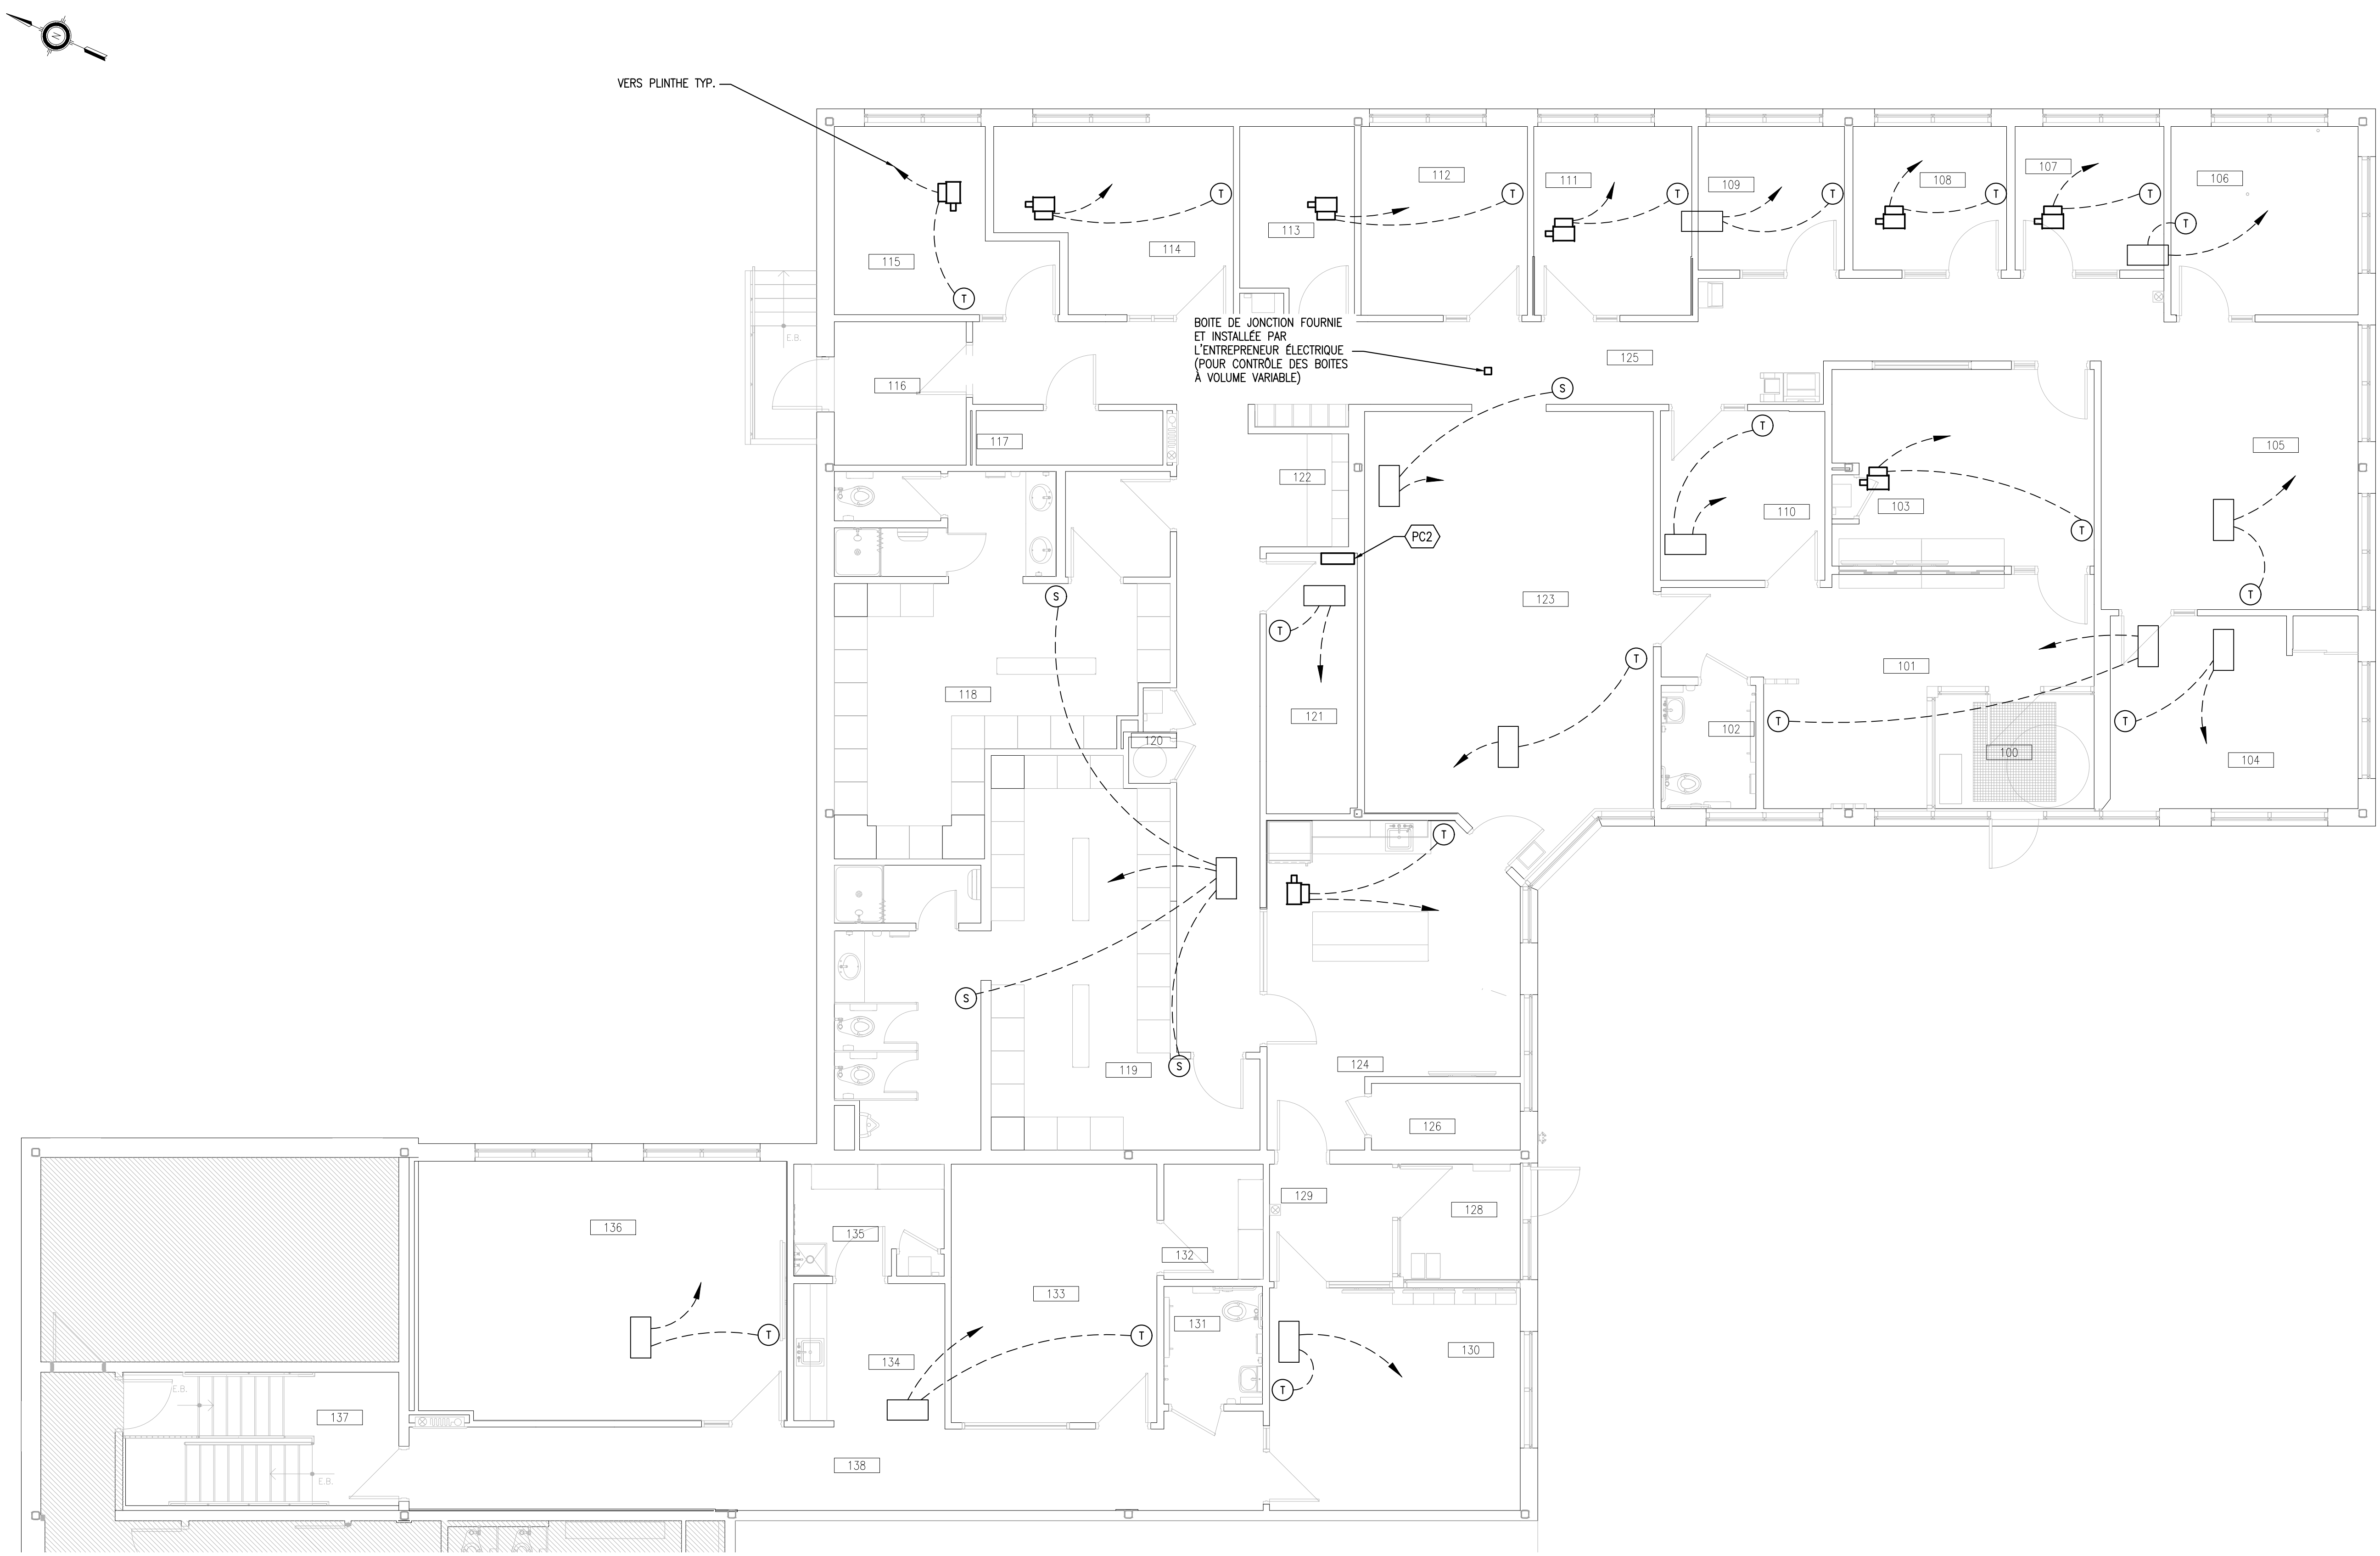 N
VERS PLINTHE TYP.
112
111
109
108
107
106
T
T
T
T
T
T
T
113
114
115
T
BOITE DE JONCTION FOURNIE
ET INSTALLÉE PAR
L'ENTREPRENEUR ÉLECTRIQUE
(POUR CONTRÔLE DES BOITES
À VOLUME VARIABLE)
E.B.
125
116
S
117
T
105
122
103
110
T
PC2
S
123
T
T
T
101
118
121
T
T
102
120
100
104
T
S
S
119
124
126
129
128
136
135
132
133
131
T
T
130
134
T
E.B.
137
138
E.B.